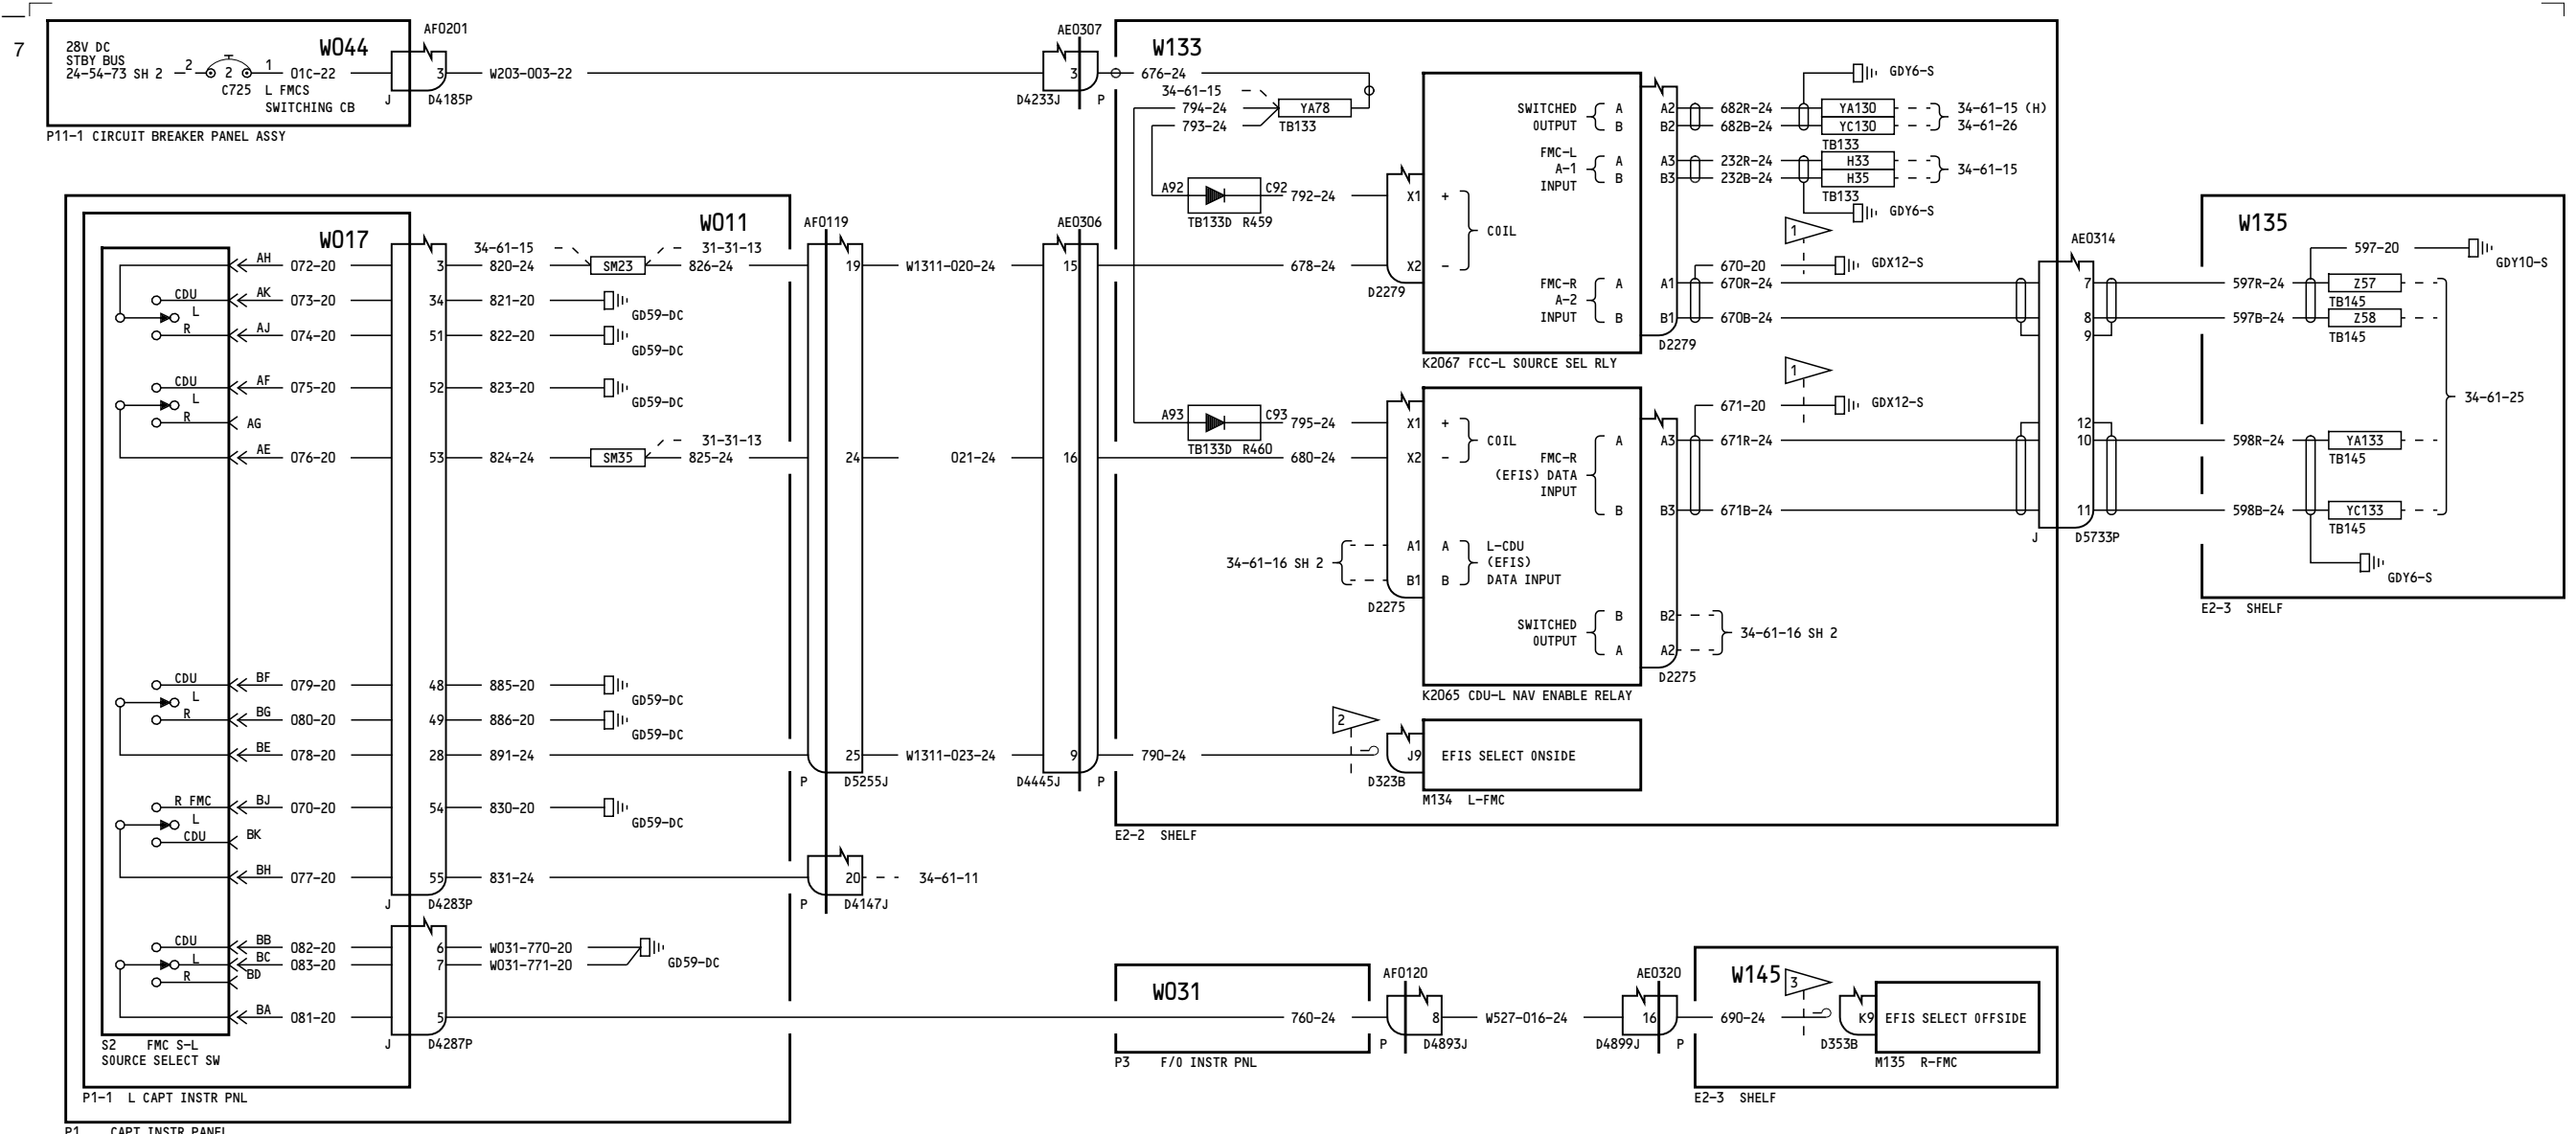 7
28V DC
STBY BUS
24-54-73 SH 2
2
2
1
01C-22
C725
L FMCS
SWITCHING CB
W044
J
3
AF0201
D4185P
P11-1 CIRCUIT BREAKER PANEL ASSY
W203-003-22
AE0307
3
D4233J
P
W133
676-24
34-61-15
794-24
793-24
YA78
TB133
A92
C92
792-24
TB133D R459
X1
+
COIL
X2
-
D2279
678-24
SWITCHED
OUTPUT
A
B
FMC-L
A-1
INPUT
A
B
FMC-R
A-2
INPUT
A
B
A2
B2
A3
B3
A1
B1
D2279
K2067 FCC-L SOURCE SEL RLY
682R-24
682B-24
232R-24
232B-24
GDY6-S
YA130
YC130
TB133
H33
H35
TB133
GDY6-S
34-61-15 (H)
34-61-26
34-61-15
1
670-20
GDX12-S
670R-24
670B-24
A93
C93
795-24
TB133D R460
680-24
X1
+
COIL
X2
-
FMC-R
(EFIS) DATA
INPUT
A
B
A3
B3
1
671-20
GDX12-S
671R-24
671B-24
34-61-16 SH 2
A1
A
B1
B
L-CDU
(EFIS)
DATA INPUT
D2275
SWITCHED
OUTPUT
B
A
B2
A2
34-61-16 SH 2
D2275
K2065 CDU-L NAV ENABLE RELAY
2
790-24
J9
EFIS SELECT ONSIDE
D323B
M134 L-FMC
E2-2 SHELF
AE0314
7
8
9
12
10
11
J
D5733P
W135
597-20
GDY10-S
597R-24
Z57
TB145
597B-24
Z58
TB145
34-61-25
598R-24
YA133
TB145
598B-24
YC133
TB145
GDY6-S
E2-3 SHELF
W017
W011
AH
072-20
3
820-24
34-61-15
SM23
31-31-13
826-24
CDU
AK
073-20
34
821-20
GD59-DC
L
R
AJ
074-20
51
822-20
GD59-DC
CDU
AF
075-20
52
823-20
GD59-DC
L
R
AG
AE
076-20
53
824-24
SM35
31-31-13
825-24
CDU
BF
079-20
48
885-20
GD59-DC
L
R
BG
080-20
49
886-20
GD59-DC
BE
078-20
28
891-24
R FMC
BJ
070-20
54
830-20
GD59-DC
L
CDU
BK
BH
077-20
55
831-24
J
D4283P
CDU
BB
082-20
6
W031-770-20
L
BC
083-20
7
W031-771-20
GD59-DC
R
BD
BA
081-20
5
J
D4287P
S2 FMC S-L
SOURCE SELECT SW
P1-1 L CAPT INSTR PNL
P1 CAPT INSTR PANEL
AF0119
19
24
25
P
D5255J
20
P
D4147J
34-61-11
W1311-020-24
021-24
W1311-023-24
AE0306
15
16
9
D4445J
P
W031
760-24
P3 F/O INSTR PNL
AF0120
8
P
D4893J
W527-016-24
AE0320
16
D4899J
P
W145
3
690-24
K9
EFIS SELECT OFFSIDE
D353B
M135 R-FMC
E2-3 SHELF